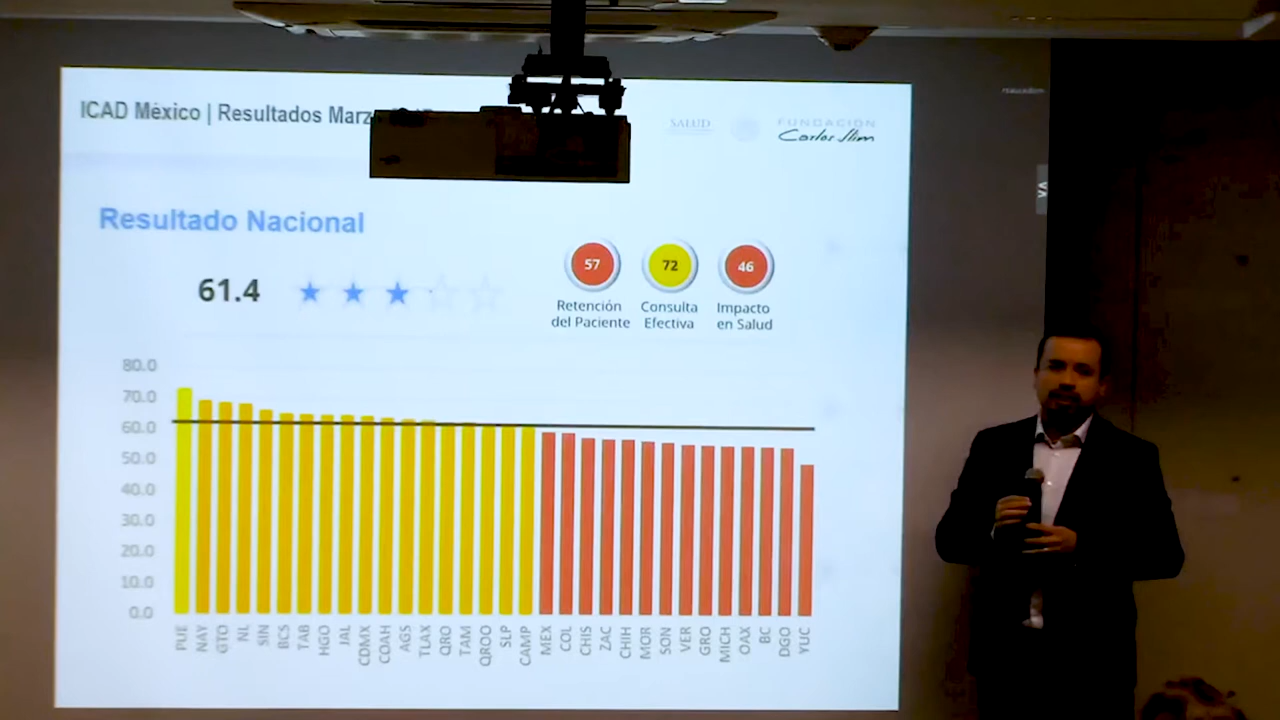 ICAD México | Resultados
SALUD
FUNDACIÓN
Carlos Slim
Resultado Nacional
61.4
57 72 46
Retención Consulta Impacto
del Paciente Efectiva en Salud
80.0
70.0
60.0
50.0
40.0
30.0
20.0
10.0
0.0
PUE NAY GTO NL SIN BCS TAB HGO JAL CDMX COAH AGS TLAX QRO TAM QROO SLP CAMP MEX COL CHIS ZAC CHIH MOR SON VER GRO MICH OAX BC DGO YUC